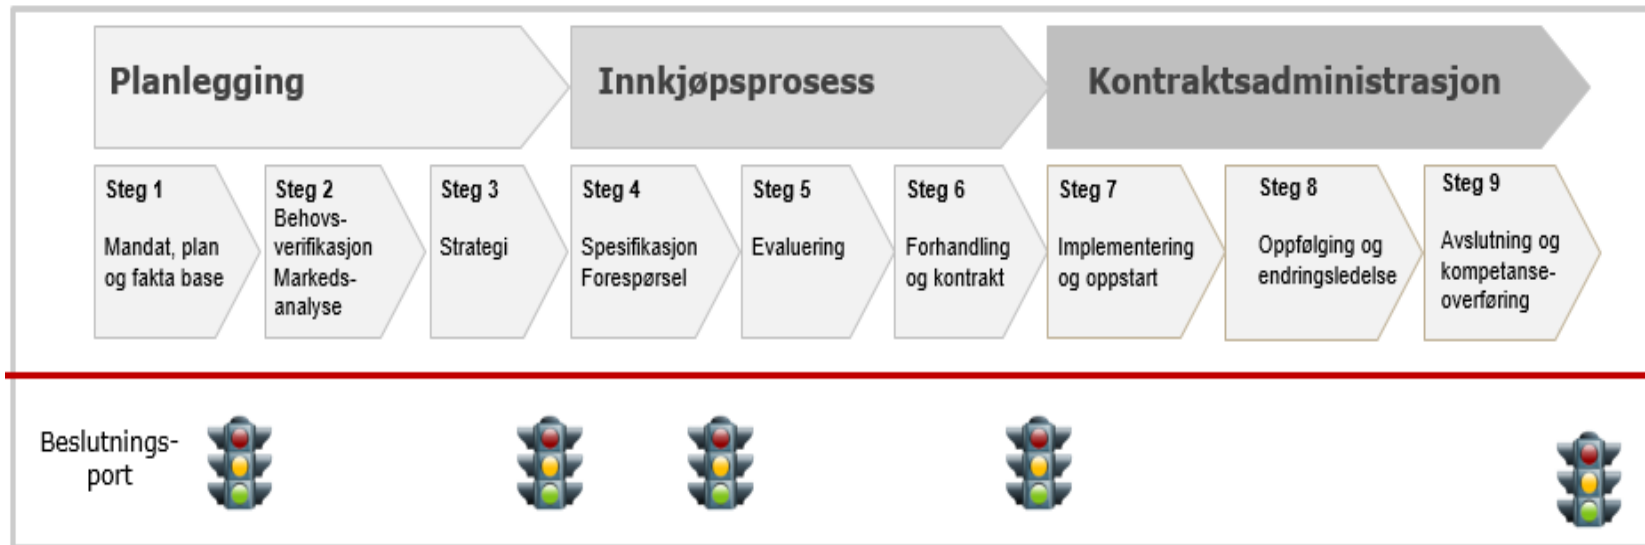 Planlegging
Innkjøpsprosess
Kontraktsadministrasjon
Steg 1
Mandat, plan
og fakta base
Steg 2
Behovs-
verifikasjon
Markeds-
analyse
Steg 3
Strategi
Steg 4
Spesifikasjon
Forespørsel
Steg 5
Evaluering
Steg 6
Forhandling
og kontrakt
Steg 7
Implementering
og oppstart
Steg 8
Oppfølging og
endringsledelse
Steg 9
Avslutning og
kompetanse-
overføring
Beslutnings-
port